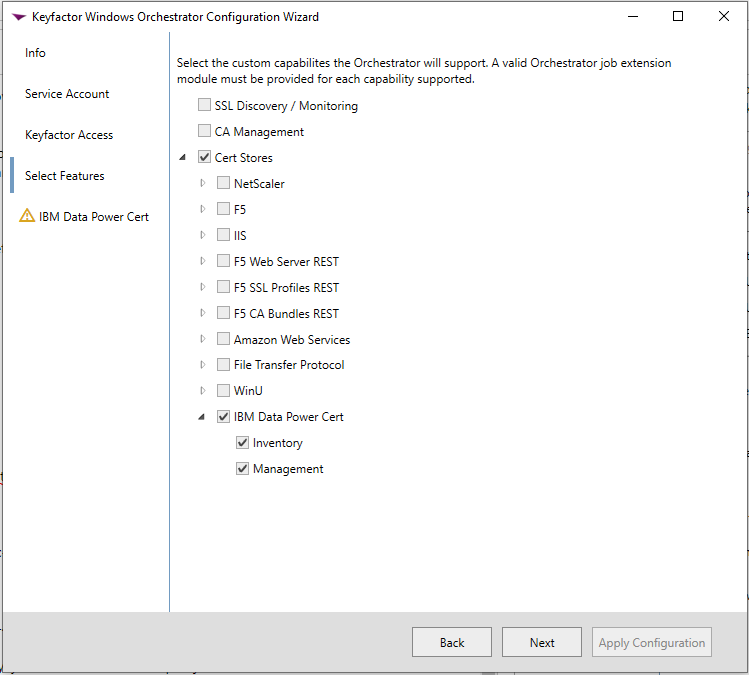 Keyfactor Windows Orchestrator Configuration Wizard
Info
Service Account
Keyfactor Access
Select Features
IBM Data Power Cert
Select the custom capabilites the Orchestrator will support. A valid Orchestrator job extension
module must be provided for each capability supported.
SSL Discovery / Monitoring
CA Management
Cert Stores
NetScaler
F5
IIS
F5 Web Server REST
F5 SSL Profiles REST
F5 CA Bundles REST
Amazon Web Services
File Transfer Protocol
WinU
IBM Data Power Cert
Inventory
Management
Back
Next
Apply Configuration